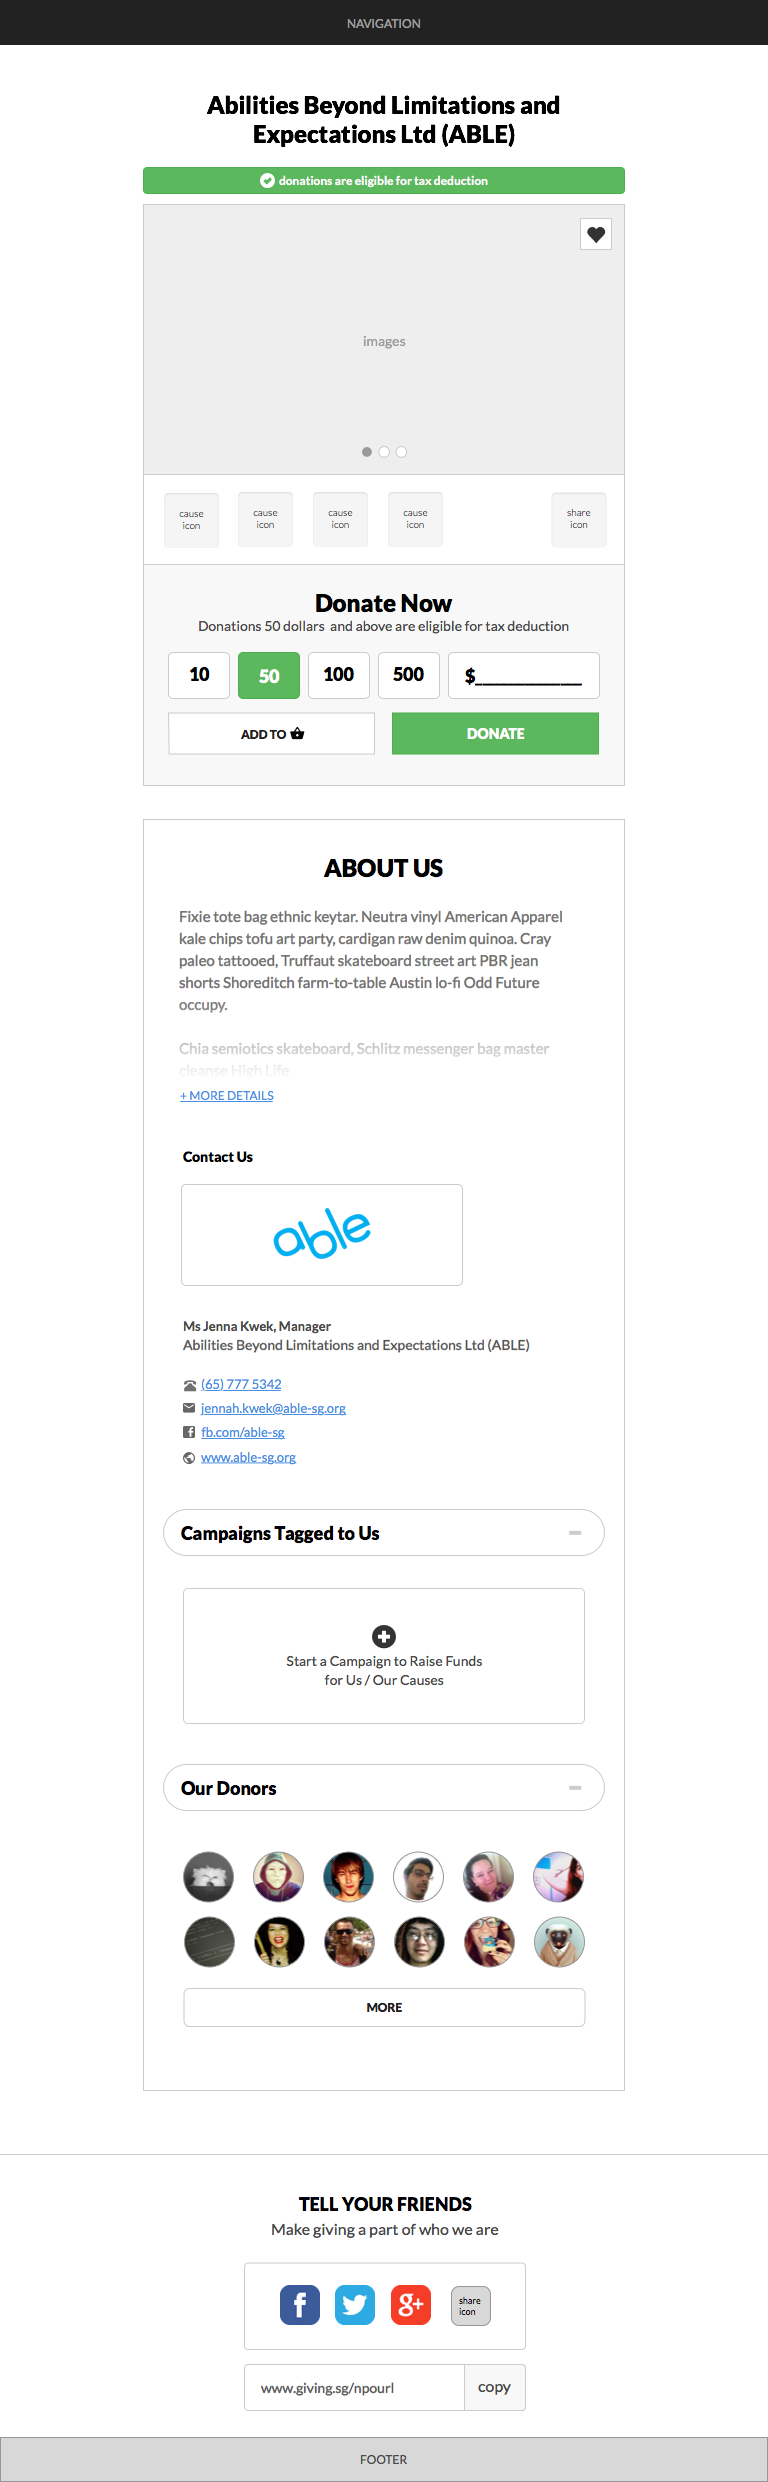 NAVIGATION
Abilities Beyond Limitations and
Expectations Ltd (ABLE)
donations are eligible for tax deduction
images
cause
icon
cause
icon
cause
icon
cause
icon
share
icon
Donate Now
Donations 50 dollars and above are eligible for tax deduction
10
50
100
500
$____________
ADD TO
DONATE
ABOUT US
Fixie tote bag ethnic keytar. Neutra vinyl American Apparel
kale chips tofu art party, cardigan raw denim quinoa. Cray
paleo tattooed, Truffaut skateboard street art PBR jean
shorts Shoreditch farm-to-table Austin lo-fi Odd Future
occupy.
Chia semiotics skateboard, Schlitz messenger bag master
cleanse High Life
+ MORE DETAILS
Contact Us
able
Ms Jenna Kwek, Manager
Abilities Beyond Limitations and Expectations Ltd (ABLE)
(65) 777 5342
jennah.kwek@able-sg.org
fb.com/able-sg
www.able-sg.org
Campaigns Tagged to Us
Start a Campaign to Raise Funds
for Us / Our Causes
Our Donors
MORE
TELL YOUR FRIENDS
Make giving a part of who we are
f
g+
share
icon
www.giving.sg/npourl
copy
FOOTER